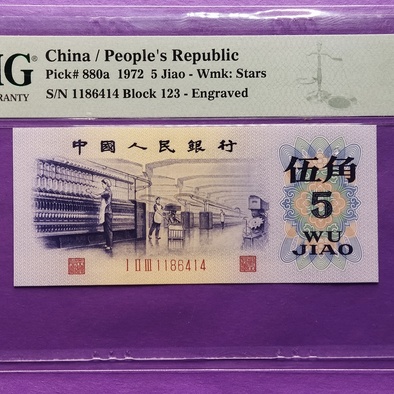 MG
RRANTY
China / People's Republic
Pick# 880a 1972 5 Jiao - Wmk: Stars
S/N 1186414 Block 123 - Engraved
中國人民銀行
伍角
5
WU
JIAO
I II III 1186414